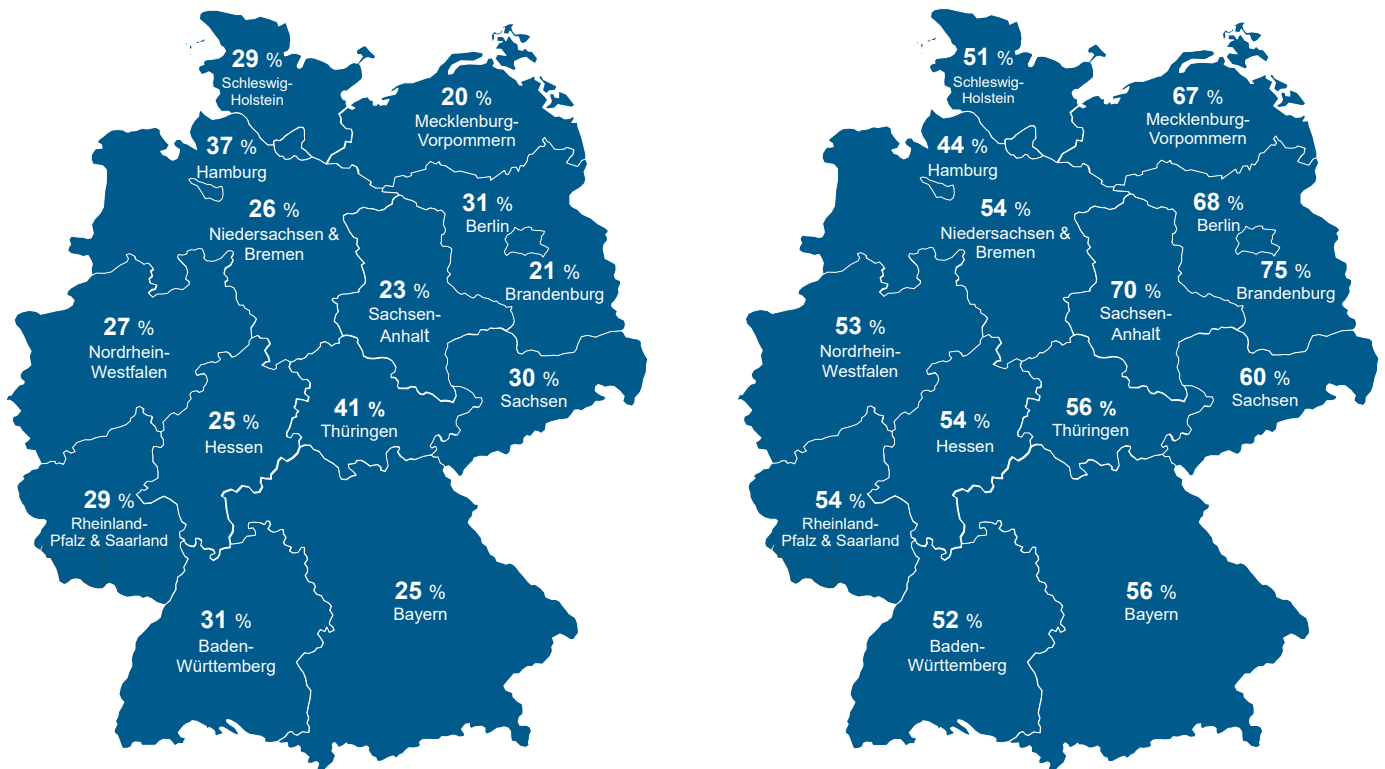 29 %
Schleswig-
Holstein
20 %
Mecklenburg-
Vorpommern
37 %
Hamburg
31 %
Berlin
26 %
Niedersachsen &
Bremen
21 %
Brandenburg
23 %
Sachsen-
Anhalt
27 %
Nordrhein-
Westfalen
30 %
Sachsen
41 %
Thüringen
25 %
Hessen
29 %
Rheinland-
Pfalz & Saarland
25 %
Bayern
31 %
Baden-
Württemberg
51 %
Schleswig-
Holstein
67 %
Mecklenburg-
Vorpommern
44 %
Hamburg
68 %
Berlin
54 %
Niedersachsen &
Bremen
75 %
Brandenburg
70 %
Sachsen-
Anhalt
53 %
Nordrhein-
Westfalen
60 %
Sachsen
56 %
Thüringen
54 %
Hessen
54 %
Rheinland-
Pfalz & Saarland
56 %
Bayern
52 %
Baden-
Württemberg